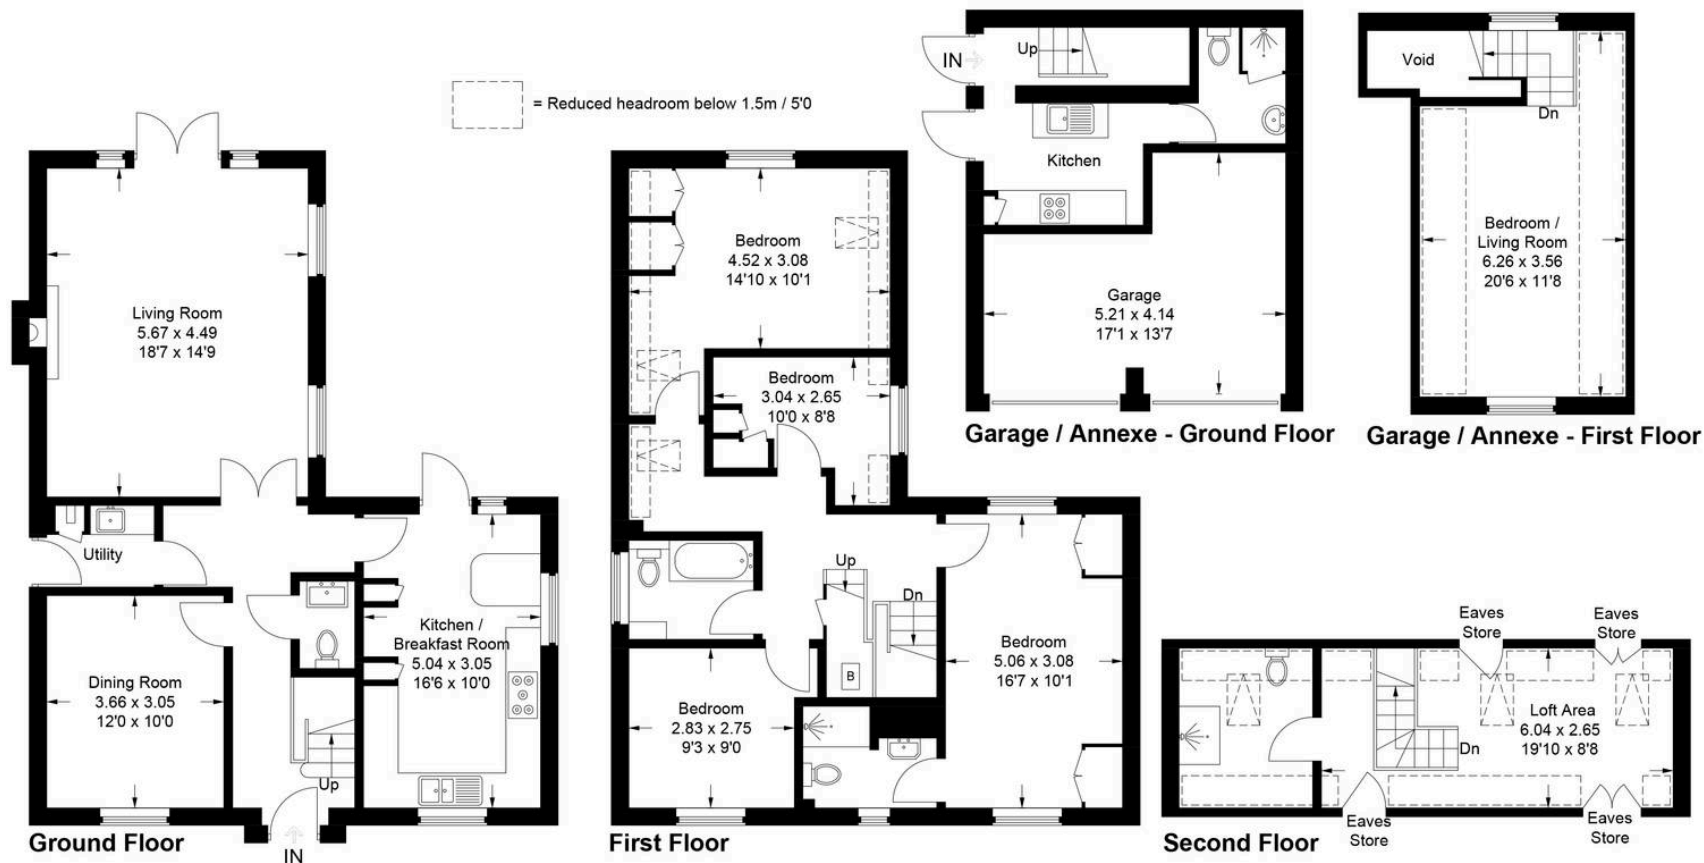 = Reduced headroom below 1.5m / 5'0
Living Room
5.67 x 4.49
18'7 x 14'9
Utility
Dining Room
3.66 x 3.05
12'0 x 10'0
Kitchen /
Breakfast Room
5.04 x 3.05
16'6 x 10'0
Up
IN
Ground Floor
Bedroom
4.52 x 3.08
14'10 x 10'1
Bedroom
3.04 x 2.65
10'0 x 8'8
Up
Dn
B
Bedroom
5.06 x 3.08
16'7 x 10'1
Bedroom
2.83 x 2.75
9'3 x 9'0
First Floor
IN
Up
Kitchen
Garage
5.21 x 4.14
17'1 x 13'7
Garage / Annexe - Ground Floor
Void
Dn
Bedroom /
Living Room
6.26 x 3.56
20'6 x 11'8
Garage / Annexe - First Floor
Eaves
Store
Eaves
Store
Loft Area
6.04 x 2.65
19'10 x 8'8
Dn
Eaves
Store
Eaves
Store
Second Floor